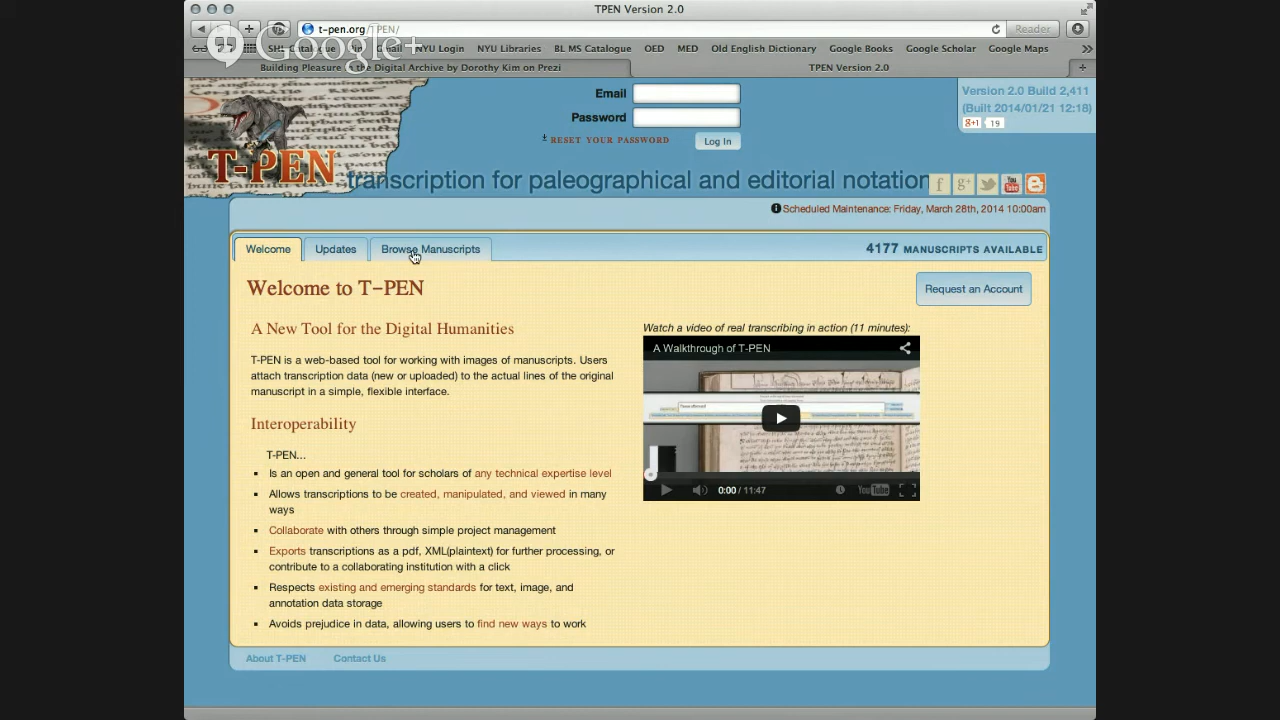 TPEN Version 2.0
t-pen.org/TPEN/
Reader
Google+
SHL Catalogue
Gmail
NYU Login
NYU Libraries
BL MS Catalogue
OED
MED
Old English Dictionary
Google Books
Google Scholar
Google Maps
Building Pleasure in the Digital Archive by Dorothy Kim on Prezi
TPEN Version 2.0
Email
Password
RESET YOUR PASSWORD
Log In
Version 2.0 Build 2,411
(Built 2014/01/21 12:18)
g+1 19
T-PEN
transcription for paleographical and editorial notation
Scheduled Maintenance: Friday, March 28th, 2014 10:00am
Welcome
Updates
Browse Manuscripts
4177 MANUSCRIPTS AVAILABLE
Welcome to T-PEN
Request an Account
A New Tool for the Digital Humanities
T-PEN is a web-based tool for working with images of manuscripts. Users
attach transcription data (new or uploaded) to the actual lines of the original
manuscript in a simple, flexible interface.
Interoperability
T-PEN...
Is an open and general tool for scholars of any technical expertise level
Allows transcriptions to be created, manipulated, and viewed in many
ways
Collaborate with others through simple project management
Exports transcriptions as a pdf, XML(plaintext) for further processing, or
contribute to a collaborating institution with a click
Respects existing and emerging standards for text, image, and
annotation data storage
Avoids prejudice in data, allowing users to find new ways to work
Watch a video of real transcribing in action (11 minutes):
A Walkthrough of T-PEN
0:00 / 11:47
YouTube
About T-PEN
Contact Us